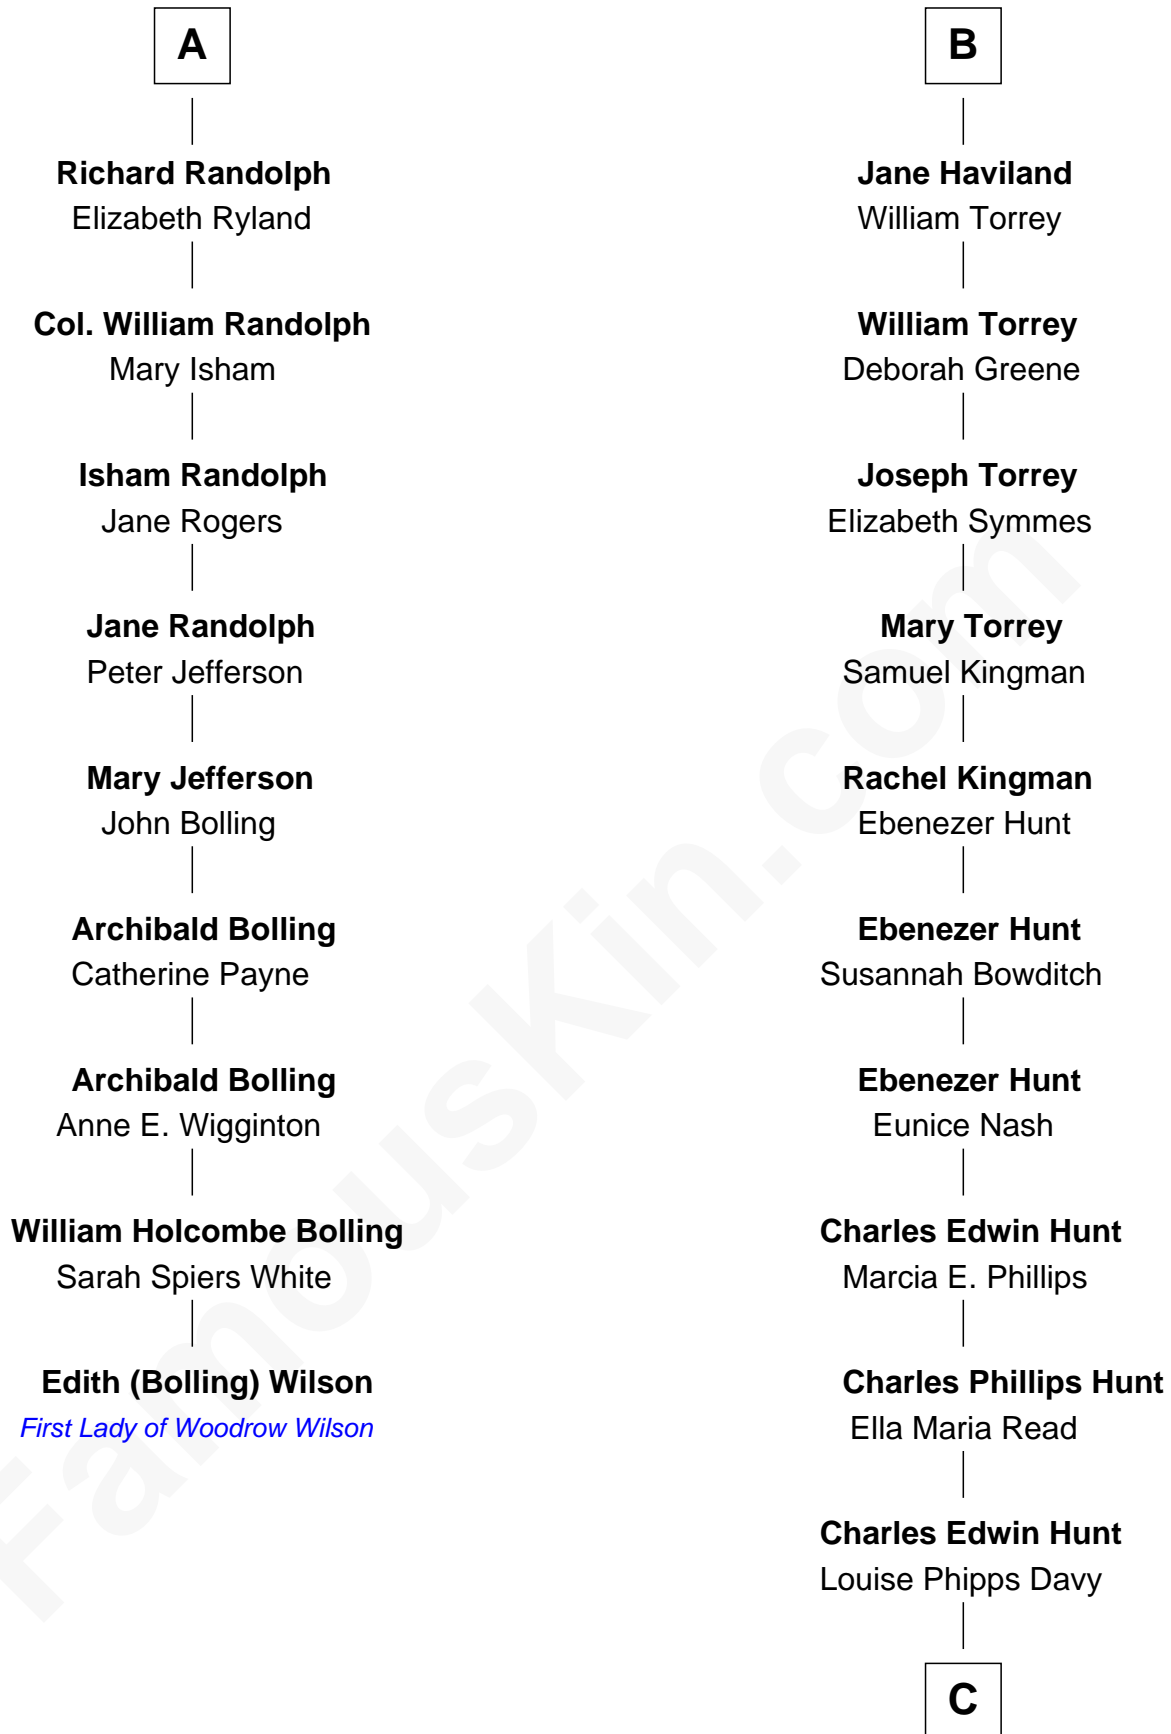 A
Richard Randolph
Elizabeth Ryland
Col. William Randolph
Mary Isham
Isham Randolph
Jane Rogers
Jane Randolph
Peter Jefferson
Mary Jefferson
John Bolling
Archibald Bolling
Catherine Payne
Archibald Bolling
Anne E. Wigginton
William Holcombe Bolling
Sarah Spiers White
Edith (Bolling) Wilson
First Lady of Woodrow Wilson
B
Jane Haviland
William Torrey
William Torrey
Deborah Greene
Joseph Torrey
Elizabeth Symmes
Mary Torrey
Samuel Kingman
Rachel Kingman
Ebenezer Hunt
Ebenezer Hunt
Susannah Bowditch
Ebenezer Hunt
Eunice Nash
Charles Edwin Hunt
Marcia E. Phillips
Charles Phillips Hunt
Ella Maria Read
Charles Edwin Hunt
Louise Phipps Davy
C
FamousKin.com